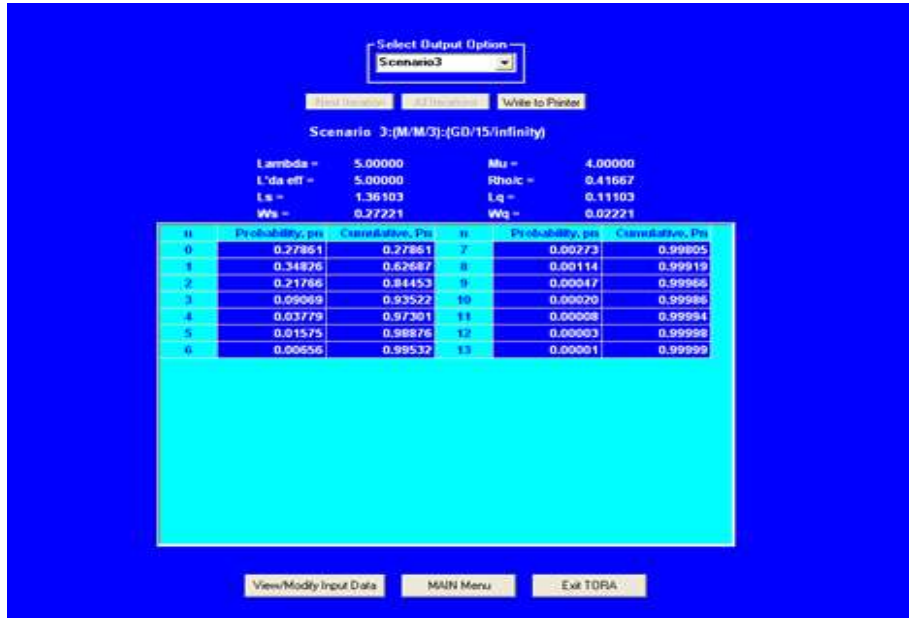 Select Output Option
Scenario3
Next Iteration All Iterations Write to Printer
Scenario 3:(M/M/3):(GD/15/infinity)
Lambda = 5.00000 Mu = 4.00000
L'da eff = 5.00000 Rho/c = 0.41667
Ls = 1.36103 Lq = 0.11103
Ws = 0.27221 Wq = 0.02221
n Probability, pn Cumulative, Pn n Probability, pn Cumulative, Pn
0 0.27861 0.27861 7 0.00273 0.99805
1 0.34826 0.62687 8 0.00114 0.99919
2 0.21766 0.84453 9 0.00047 0.99966
3 0.09069 0.93522 10 0.00020 0.99986
4 0.03779 0.97301 11 0.00008 0.99994
5 0.01575 0.98876 12 0.00003 0.99998
6 0.00656 0.99532 13 0.00001 0.99999
View/Modify Input Data MAIN Menu Exit TORA